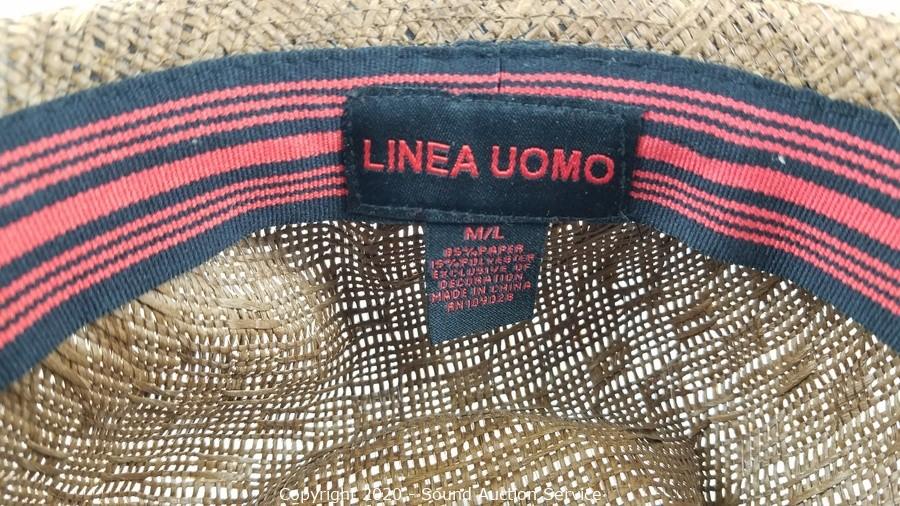 LINEA UOMO
M/L
85% PAPER
15% POLYESTER
EXCLUSIVE OF
DECORATION
MADE IN CHINA
RN109028
Copyright 2020 - Sound Auction Service